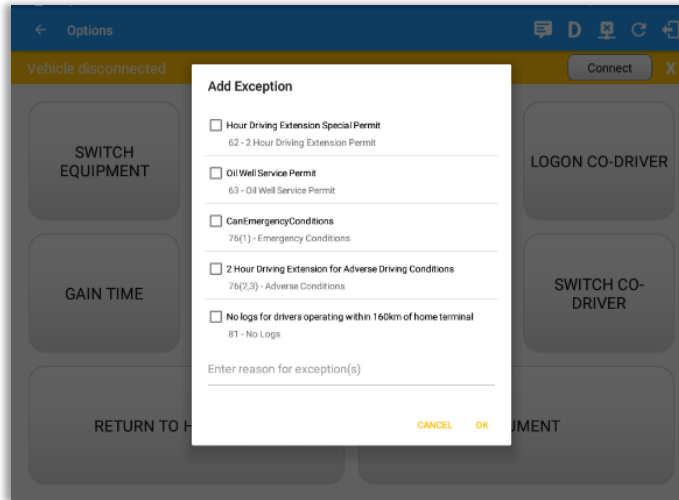 Options
D
Vehicle disconnected
Connect
X
Add Exception
Hour Driving Extension Special Permit
62 - 2 Hour Driving Extension Permit
Oil Well Service Permit
63 - Oil Well Service Permit
CanEmergencyConditions
76(1) - Emergency Conditions
2 Hour Driving Extension for Adverse Driving Conditions
76(2,3) - Adverse Conditions
No logs for drivers operating within 160km of home terminal
81 - No Logs
Enter reason for exception(s)
CANCEL
OK
SWITCH
EQUIPMENT
LOGON CO-DRIVER
GAIN TIME
SWITCH CO-
DRIVER
RETURN TO